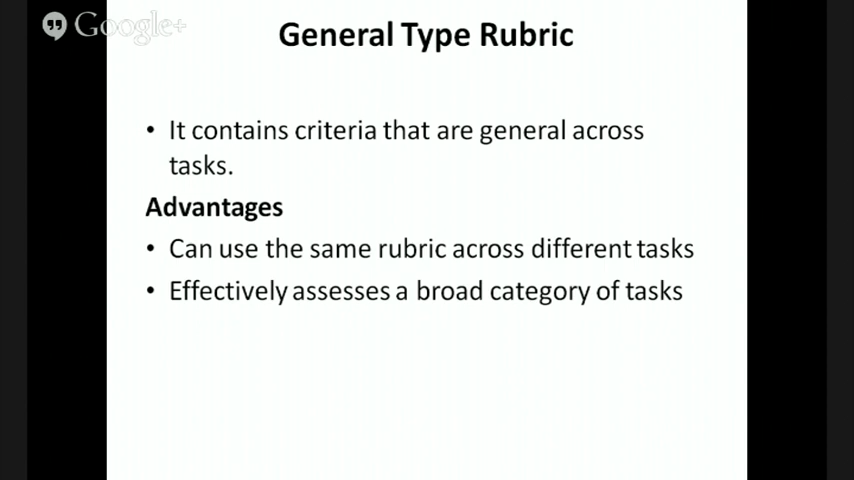 Google+
General Type Rubric
• It contains criteria that are general across
tasks.
Advantages
• Can use the same rubric across different tasks
• Effectively assesses a broad category of tasks